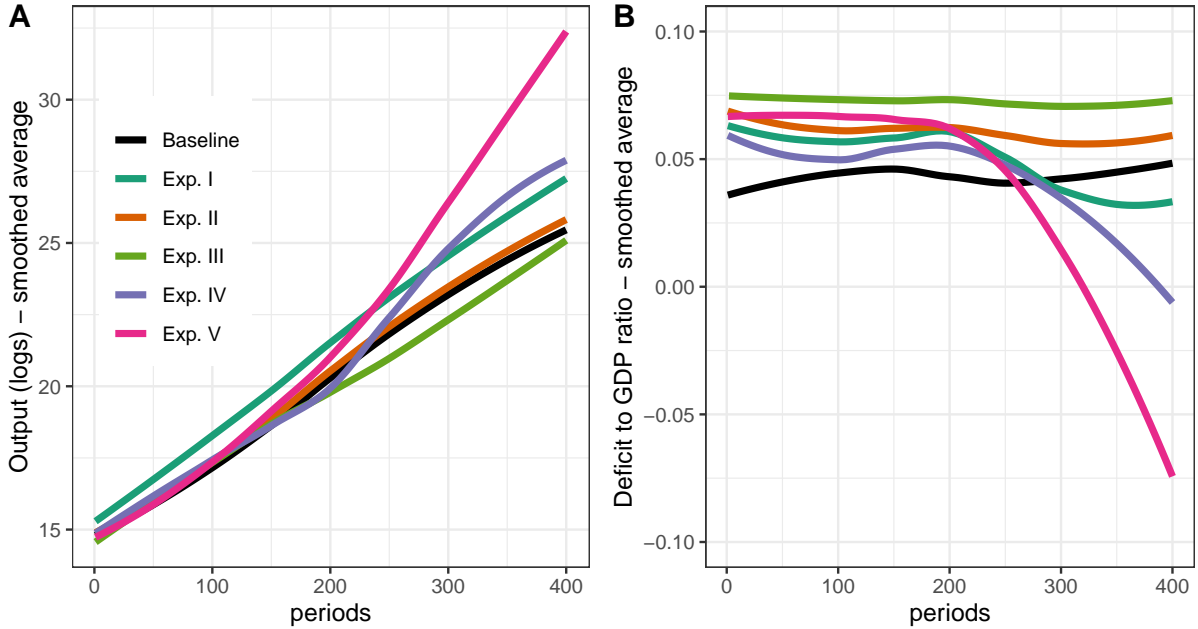 A
Output (logs) − smoothed average
30
25
20
15
Baseline
Exp. I
Exp. II
Exp. III
Exp. IV
Exp. V
0 100 200 300 400
periods
B
Deficit to GDP ratio − smoothed average
0.10
0.05
0.00
−0.05
−0.10
0 100 200 300 400
periods